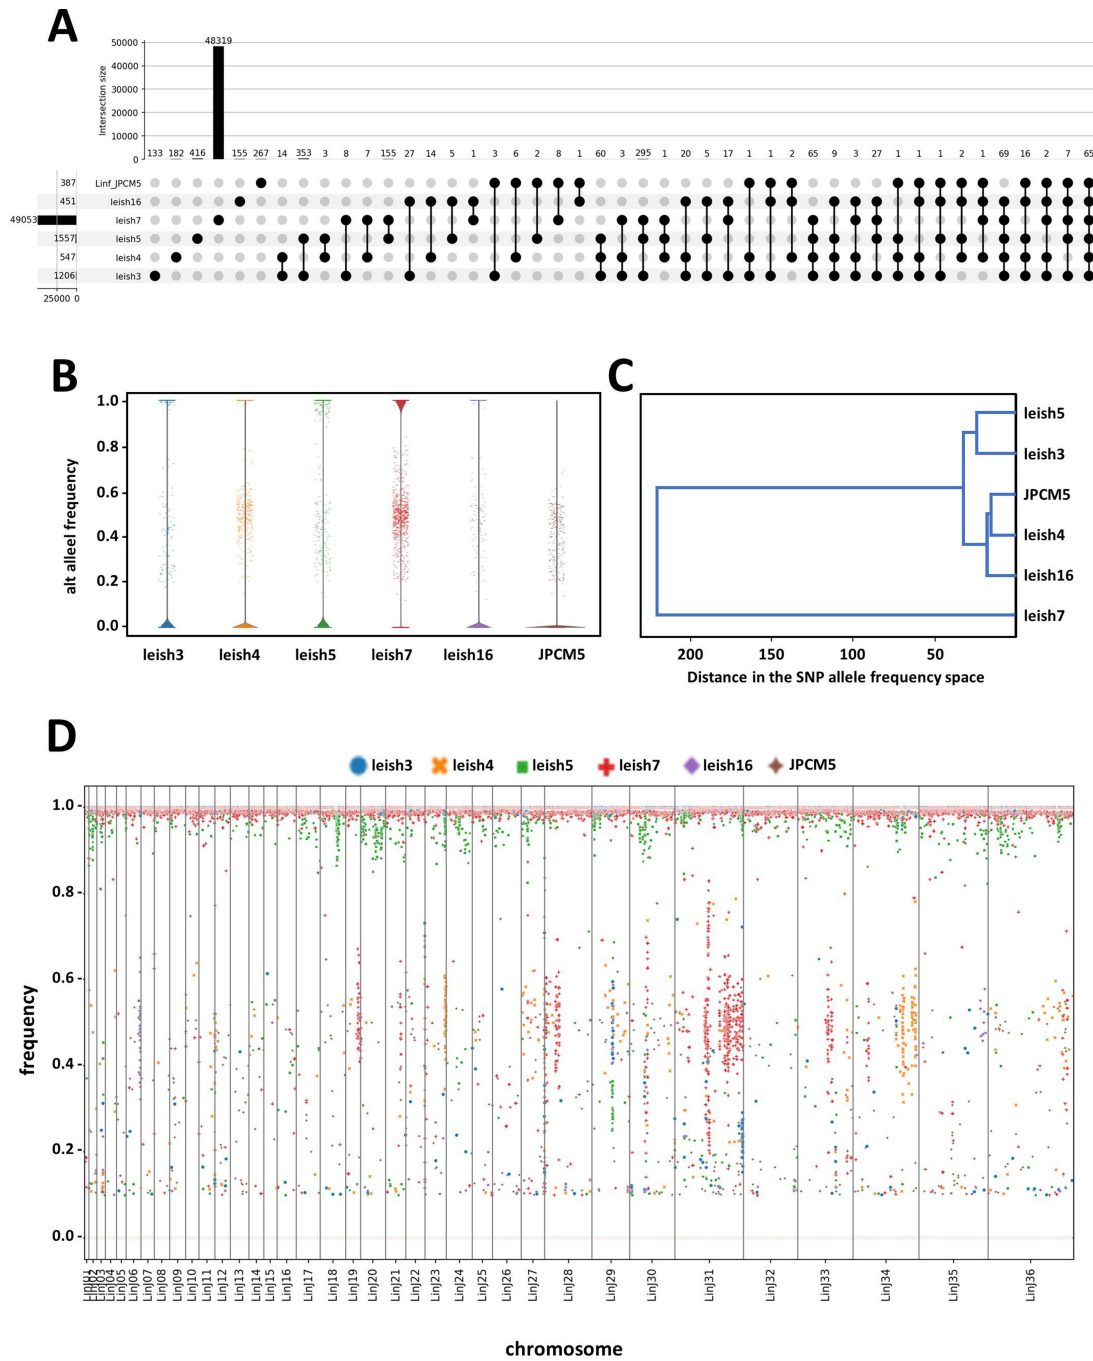 A
48319
50000
40000
30000
20000
10000
0
Intersection size
133 182 416 155 267 14 353 3 8 7 155 27 14 5 1 3 6 2 8 1 60 3 295 1 20 5 17 1 1 2 65 9 3 27 1 1 1 2 1 69 16 2 7 65
387 Linf_JPCM5
451 leish16
49053 leish7
1557 leish5
547 leish4
1206 leish3
25000 0
B
1.0
0.8
0.6
0.4
0.2
0.0
alt alleel frequency
leish3 leish4 leish5 leish7 leish16 JPCM5
C
leish5
leish3
JPCM5
leish4
leish16
leish7
200 150 100 50
Distance in the SNP allele frequency space
D
leish3 leish4 leish5 leish7 leish16 JPCM5
1.0
0.8
0.6
0.4
0.2
0.0
frequency
LinJ01 LinJ02 LinJ03 LinJ04 LinJ05 LinJ06 LinJ07 LinJ08 LinJ09 LinJ10 LinJ11 LinJ12 LinJ13 LinJ14 LinJ15 LinJ16 LinJ17 LinJ18 LinJ19 LinJ20 LinJ21 LinJ22 LinJ23 LinJ24 LinJ25 LinJ26 LinJ27 LinJ28 LinJ29 LinJ30 LinJ31 LinJ32 LinJ33 LinJ34 LinJ35 LinJ36
chromosome